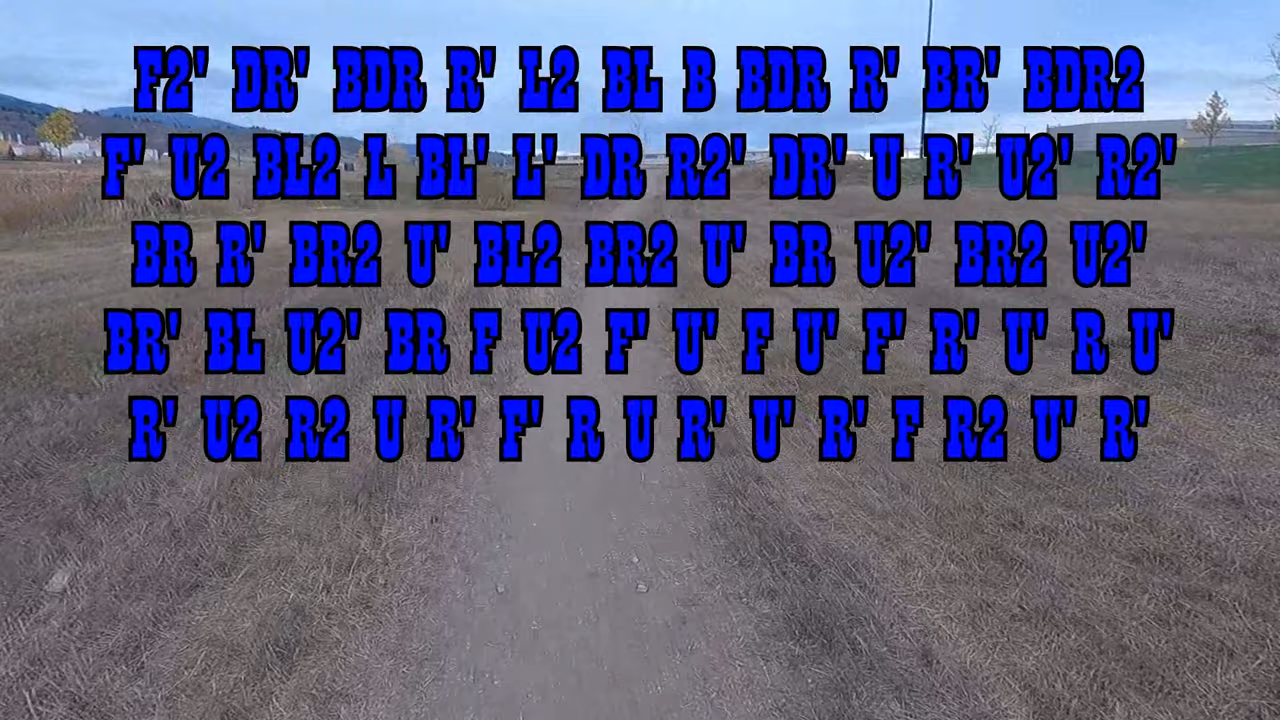 F2' DR' BDR R' L2 BL B BDR R' BR' BDR2
F' U2 BL2 L BL' L' DR R2' DR' U R' U2' R2'
BR R' BR2 U' BL2 BR2 U' BR U2' BR2 U2'
BR' BL U2' BR F U2 F' U' F U' F' R' U' R U'
R' U2 R2 U R' F' R U R' U' R' F R2 U' R'